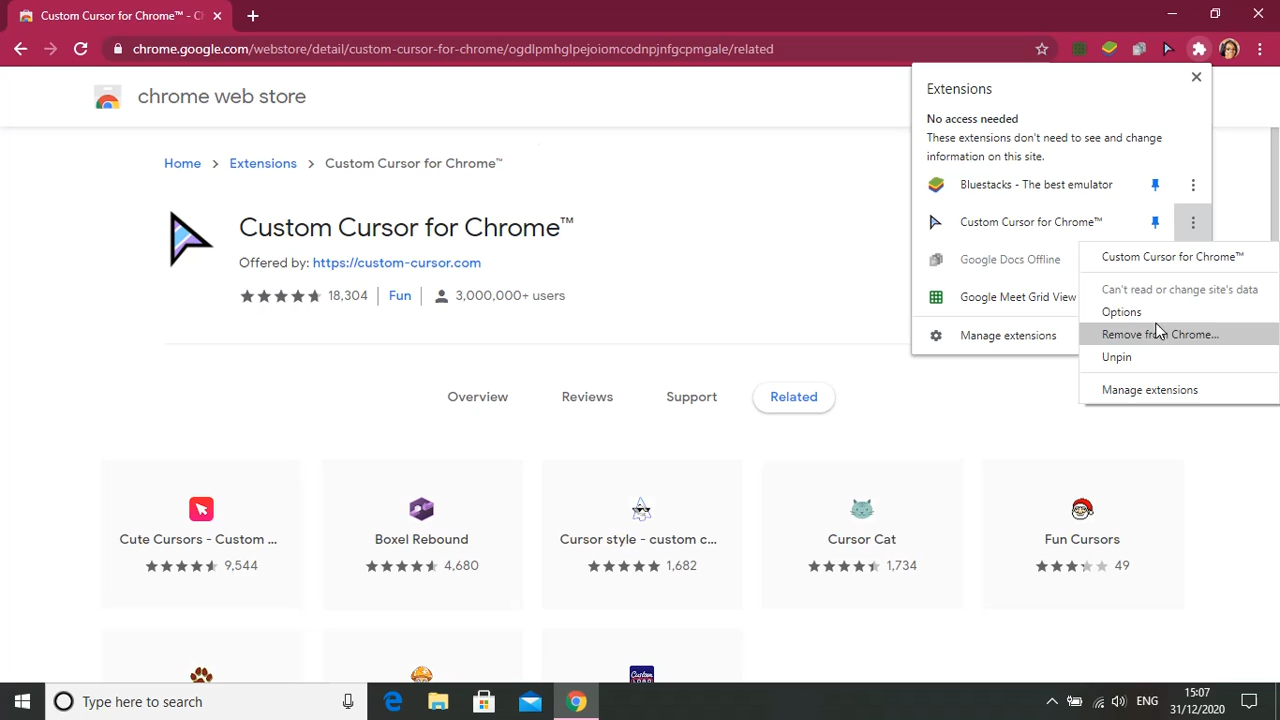 Custom Cursor for Chrome™ - Ch
chrome.google.com/webstore/detail/custom-cursor-for-chrome/ogdlpmhglpejoiomcodnpjnfgcpmgale/related
chrome web store
Home > Extensions > Custom Cursor for Chrome™
Custom Cursor for Chrome™
Offered by: https://custom-cursor.com
18,304 | Fun | 3,000,000+ users
Extensions
No access needed
These extensions don't need to see and change
information on this site.
Bluestacks - The best emulator
Custom Cursor for Chrome™
Google Docs Offline
Google Meet Grid View
Manage extensions
Custom Cursor for Chrome™
Can't read or change site's data
Options
Remove from Chrome...
Unpin
Manage extensions
Overview
Reviews
Support
Related
Cute Cursors - Custom ...
9,544
Boxel Rebound
4,680
Cursor style - custom c...
1,682
Cursor Cat
1,734
Fun Cursors
49
Custom
Type here to search
ENG
15:07
31/12/2020